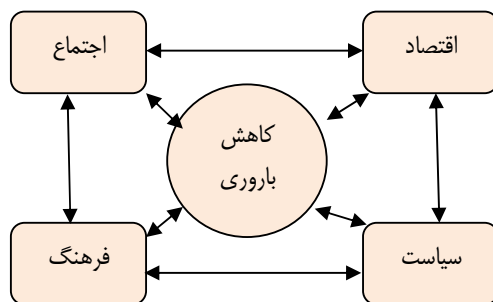 اقتصاد
اجتماع
کاهش
باروری
سیاست
فرهنگ